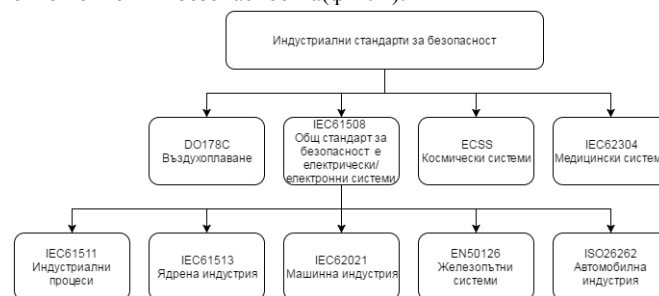 Индустриални стандарти за безопасност
DO178C
Въздухоплаване
IEC61508
Общ стандарт за
безопасност е
електрически/
електронни системи
ECSS
Космически системи
IEC62304
Медицински систем
IEC61511
Индустриални
процеси
IEC61513
Ядрена индустрия
IEC62021
Машинна индустрия
EN50126
Железопътни
системи
ISO26262
Автомобилна
индустрия